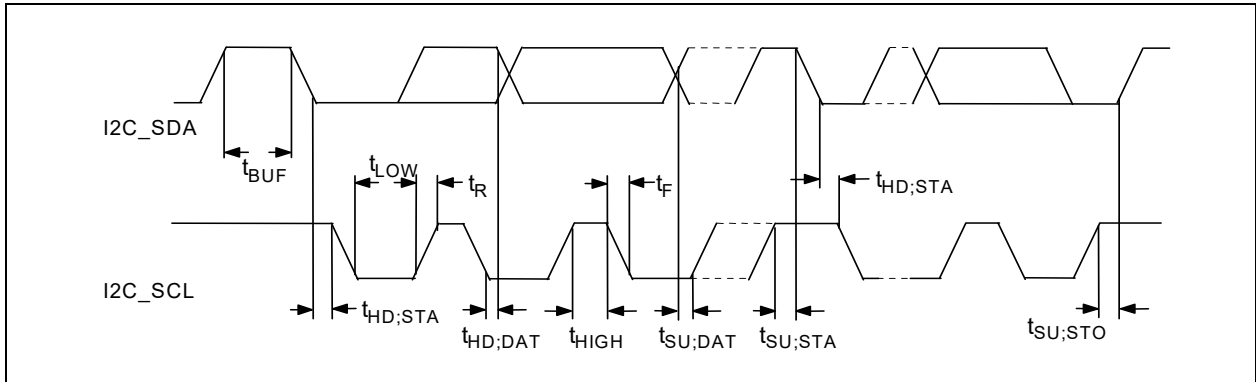 I2C_SDA
tBUF
tLOW
tR
tF
tHD;STA
I2C_SCL
tHD;STA
tHD;DAT
tHIGH
tSU;DAT
tSU;STA
tSU;STO